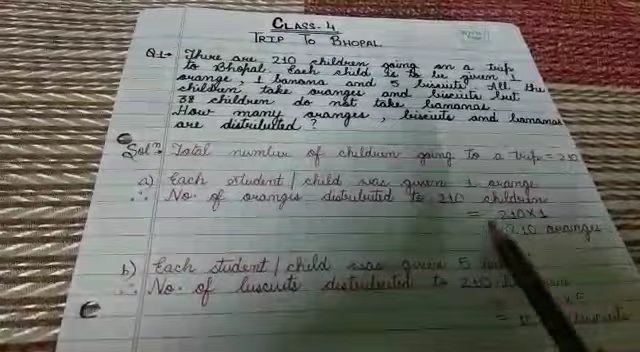 CLASS-4
TRIP TO BHOPAL
Q.1- There are 210 children going on a trip
to Bhopal. Each child is to be given 1
orange, 1 banana and 5 biscuits. All the
children take oranges and biscuits but
38 children do not take bananas.
How many oranges, biscuits and bananas
are distributed?
Solⁿ: Total number of children going to a trip = 210
a) Each student/child was given 1 orange
∴ No. of oranges distributed to 210 children
= 210×1
210 oranges
b) Each student/child was given 5
∴ No. of biscuits distributed to 210
= ×5
= biscuits